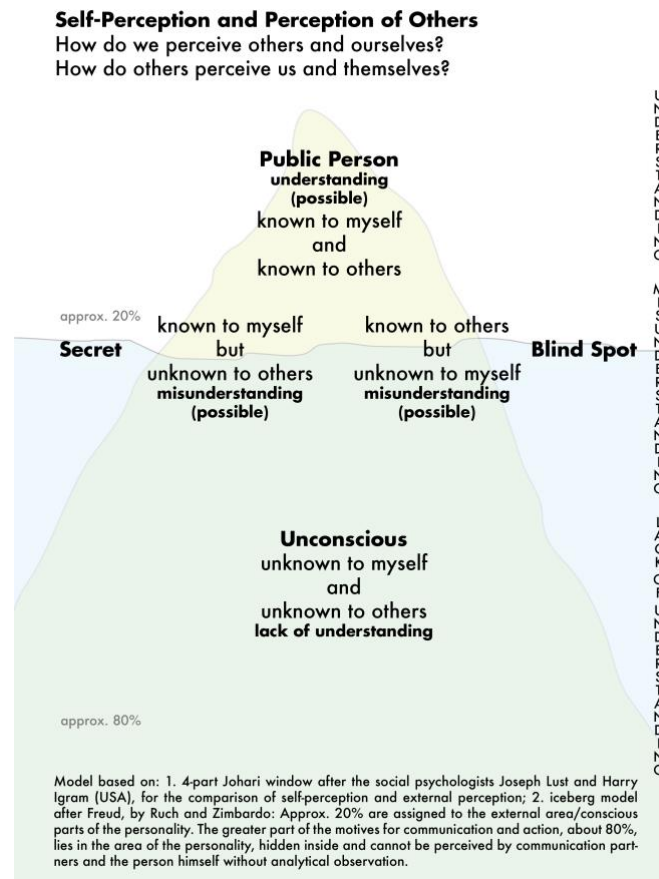 Self-Perception and Perception of Others
How do we perceive others and ourselves?
How do others perceive us and themselves?
Public Person
understanding
(possible)
known to myself
and
known to others
approx. 20%
Secret
known to myself
but
unknown to others
misunderstanding
(possible)
known to others
but
unknown to myself
misunderstanding
(possible)
Blind Spot
Unconscious
unknown to myself
and
unknown to others
lack of understanding
approx. 80%
UNDERSTANDING
MISUNDERSTANDING
LACK OF UNDERSTANDING
Model based on: 1. 4-part Johari window after the social psychologists Joseph Lust and Harry
Igram (USA), for the comparison of self-perception and external perception; 2. iceberg model
after Freud, by Ruch and Zimbardo: Approx. 20% are assigned to the external area/conscious
parts of the personality. The greater part of the motives for communication and action, about 80%,
lies in the area of the personality, hidden inside and cannot be perceived by communication part-
ners and the person himself without analytical observation.